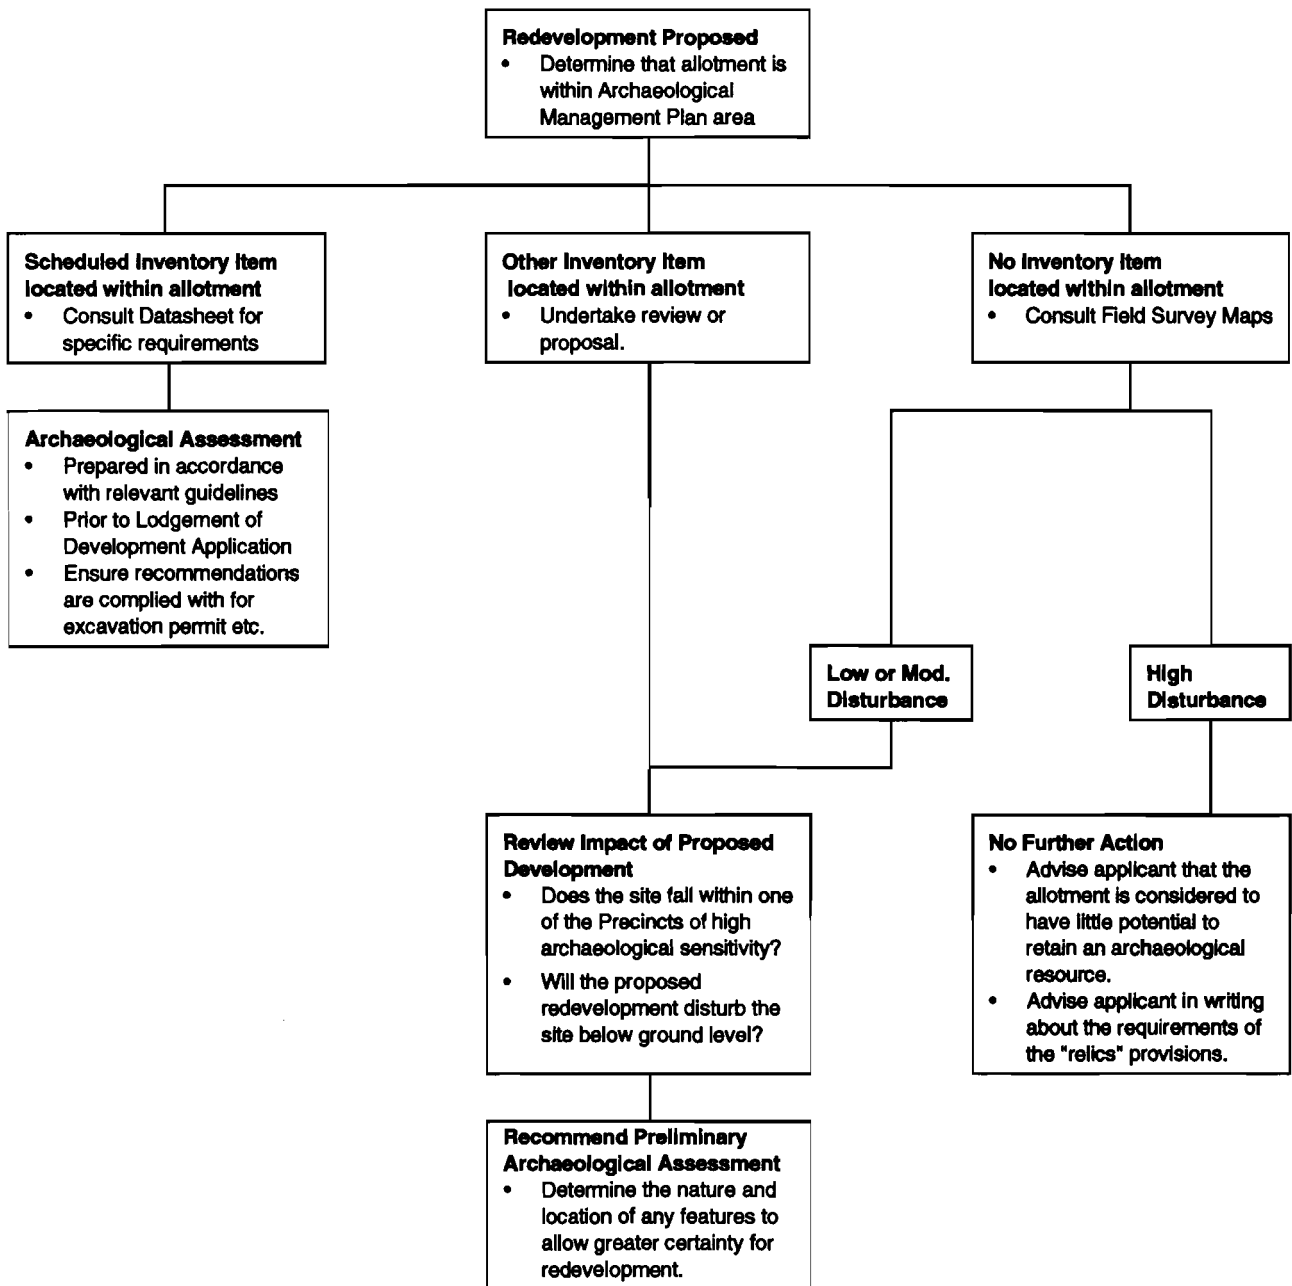 Redevelopment Proposed
• Determine that allotment is
within Archaeological
Management Plan area
Scheduled Inventory Item
located within allotment
• Consult Datasheet for
specific requirements
Other Inventory Item
located within allotment
• Undertake review or
proposal.
No Inventory Item
located within allotment
• Consult Field Survey Maps
Archaeological Assessment
• Prepared in accordance
with relevant guidelines
• Prior to Lodgement of
Development Application
• Ensure recommendations
are complied with for
excavation permit etc.
Low or Mod.
Disturbance
High
Disturbance
Review Impact of Proposed
Development
• Does the site fall within one
of the Precincts of high
archaeological sensitivity?
• Will the proposed
redevelopment disturb the
site below ground level?
No Further Action
• Advise applicant that the
allotment is considered to
have little potential to
retain an archaeological
resource.
• Advise applicant in writing
about the requirements of
the "relics" provisions.
Recommend Preliminary
Archaeological Assessment
• Determine the nature and
location of any features to
allow greater certainty for
redevelopment.